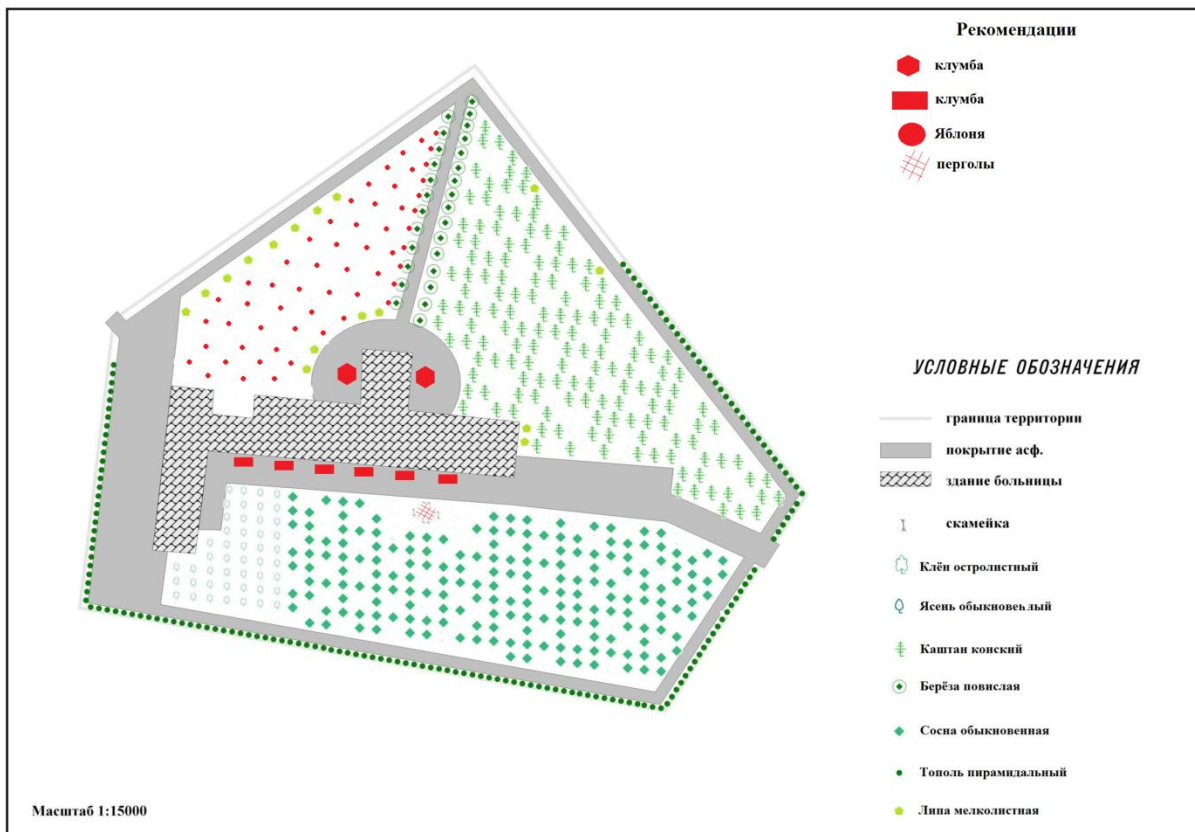 Рекомендации
клумба
клумба
Яблоня
перголы
УСЛОВНЫЕ ОБОЗНАЧЕНИЯ
граница территории
покрытие асф.
здание больницы
скамейка
Клён остролистный
Ясень обыкновеһлый
Каштан конский
Берёза повислая
Сосна обыкновенная
Тополь пирамидальный
Липа мелколистная
Масштаб 1:15000